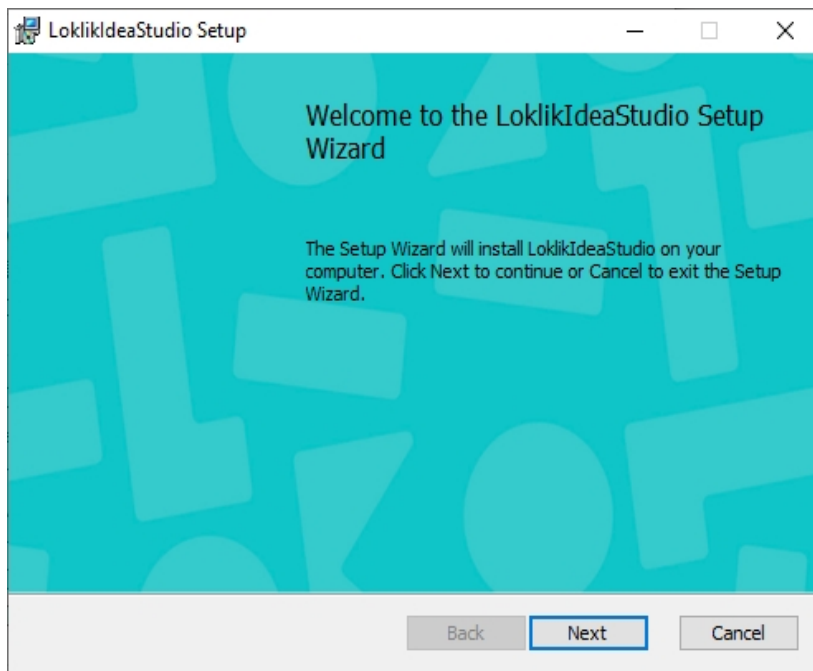 LoklikIdeaStudio Setup
Welcome to the LoklikIdeaStudio Setup
Wizard
The Setup Wizard will install LoklikIdeaStudio on your
computer. Click Next to continue or Cancel to exit the Setup
Wizard.
Back Next Cancel